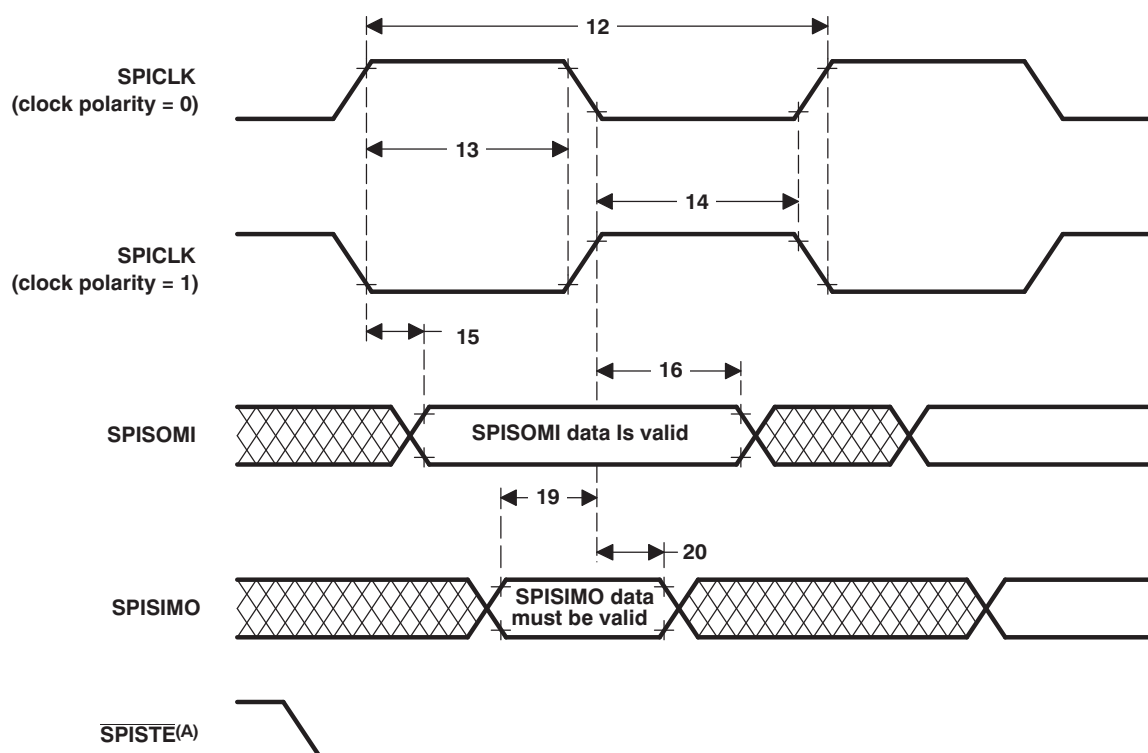 12
SPICLK
(clock polarity = 0)
13
14
SPICLK
(clock polarity = 1)
15
16
SPISOMI
SPISOMI data Is valid
19
20
SPISIMO
SPISIMO data
must be valid
SPISTE(A)